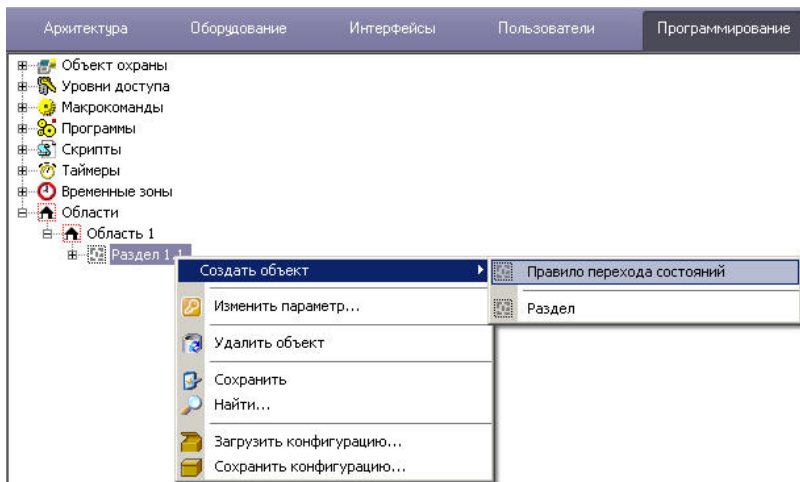 Архитектура Оборудование Интерфейсы Пользователи Программирование
Объект охраны
Уровни доступа
Макрокоманды
Программы
Скрипты
Таймеры
Временные зоны
Области
Область 1
Раздел 1.1
Создать объект Правило перехода состояний
Изменить параметр... Раздел
Удалить объект
Сохранить
Найти...
Загрузить конфигурацию...
Сохранить конфигурацию...